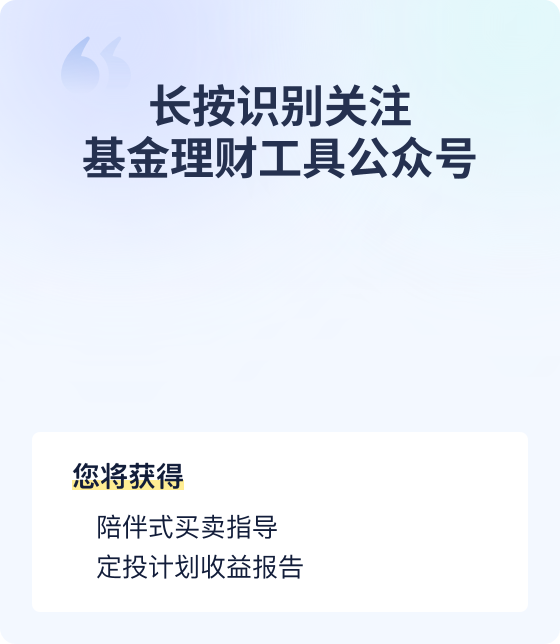 长按识别关注
基金理财工具公众号
您将获得
陪伴式买卖指导
定投计划收益报告